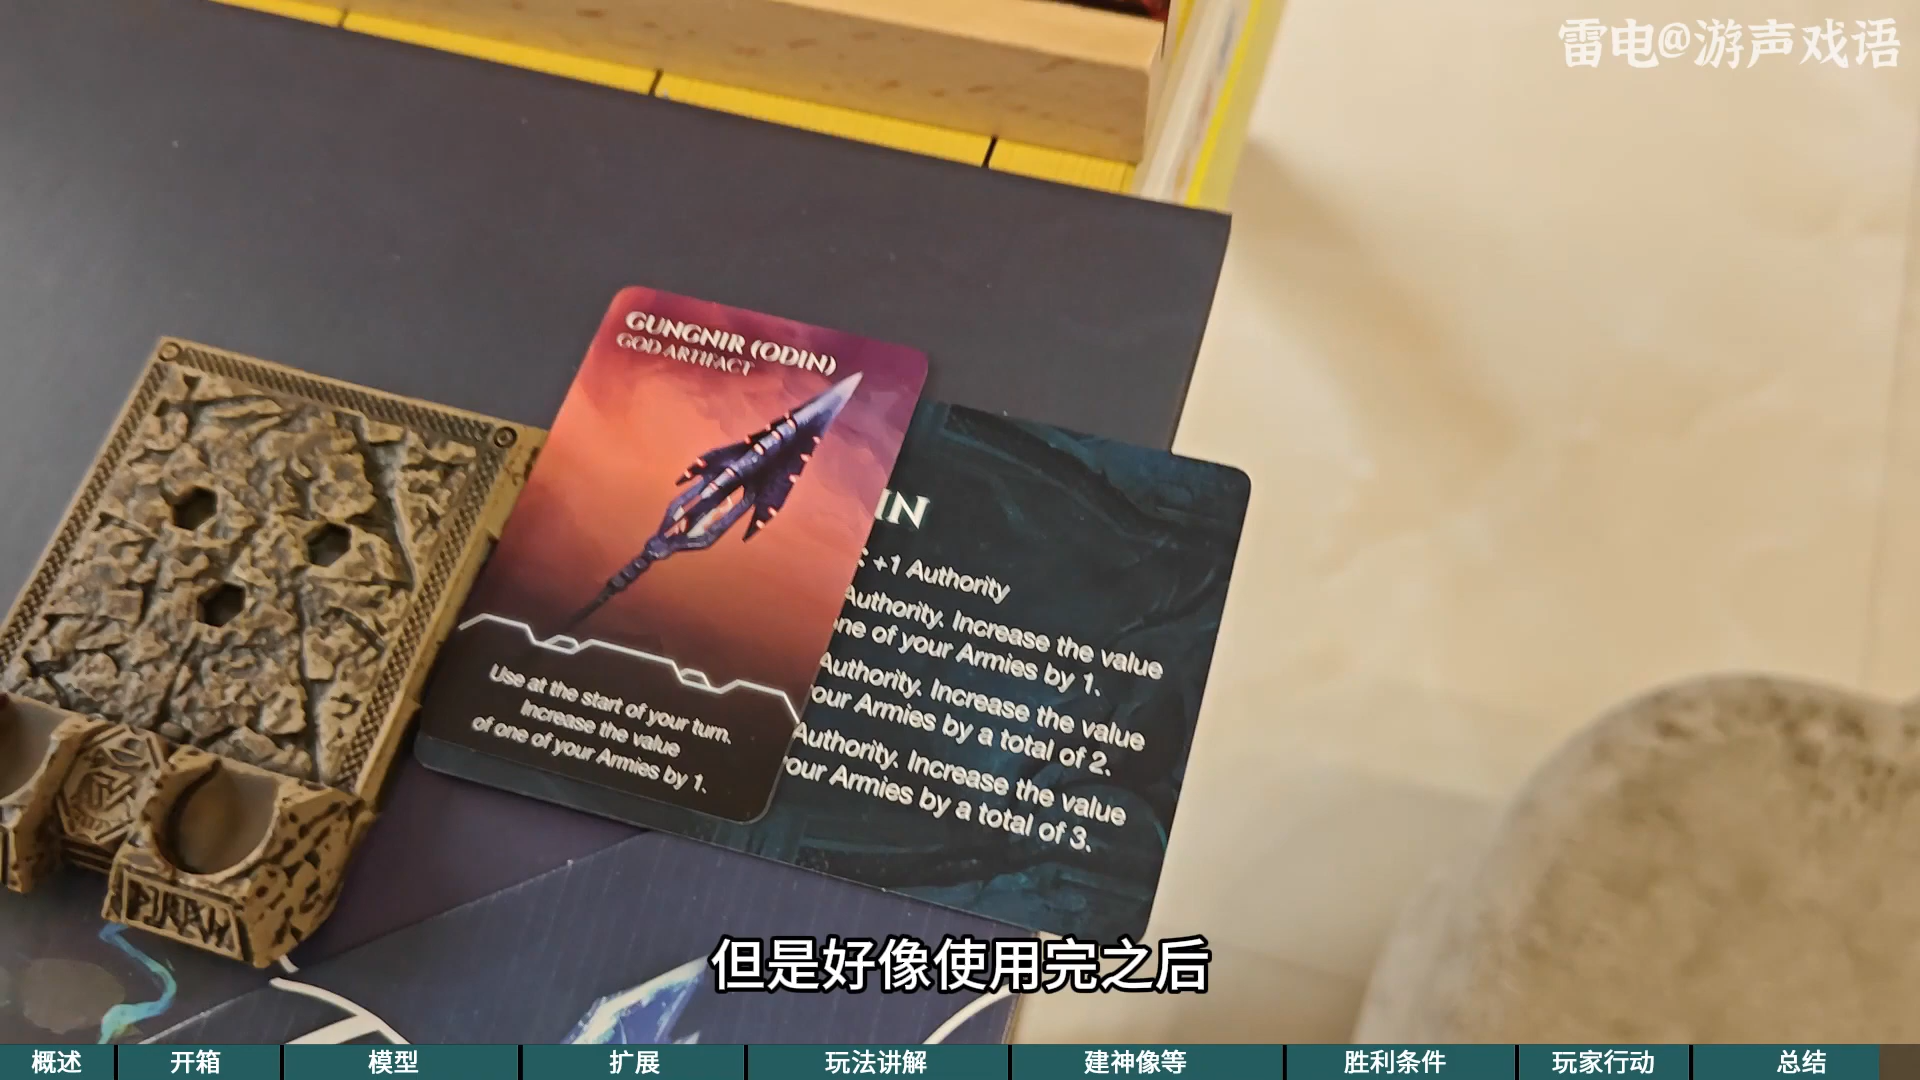 雷电@游声戏语
GUNGNIR (ODIN)
GOD ARTIFACT
Use at the start of your turn.
Increase the value
of one of your Armies by 1.
IN
: +1 Authority
Authority. Increase the value
one of your Armies by 1.
Authority. Increase the value
our Armies by a total of 2.
Authority. Increase the value
our Armies by a total of 3.
但是好像使用完之后
概述
开箱
模型
扩展
玩法讲解
建神像等
胜利条件
玩家行动
总结